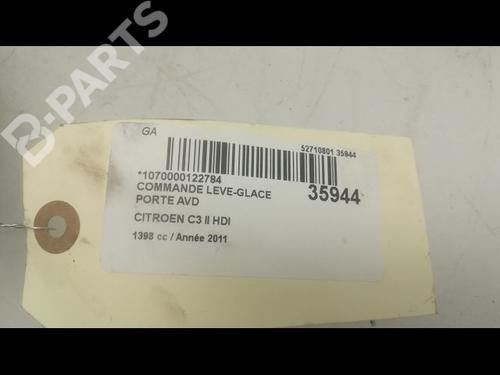 B-PARTS
GA
52710801 35944
*1070000122784
COMMANDE LEVE-GLACE
PORTE AVD
35944
CITROEN C3 II HDI
1398 cc / Année 2011